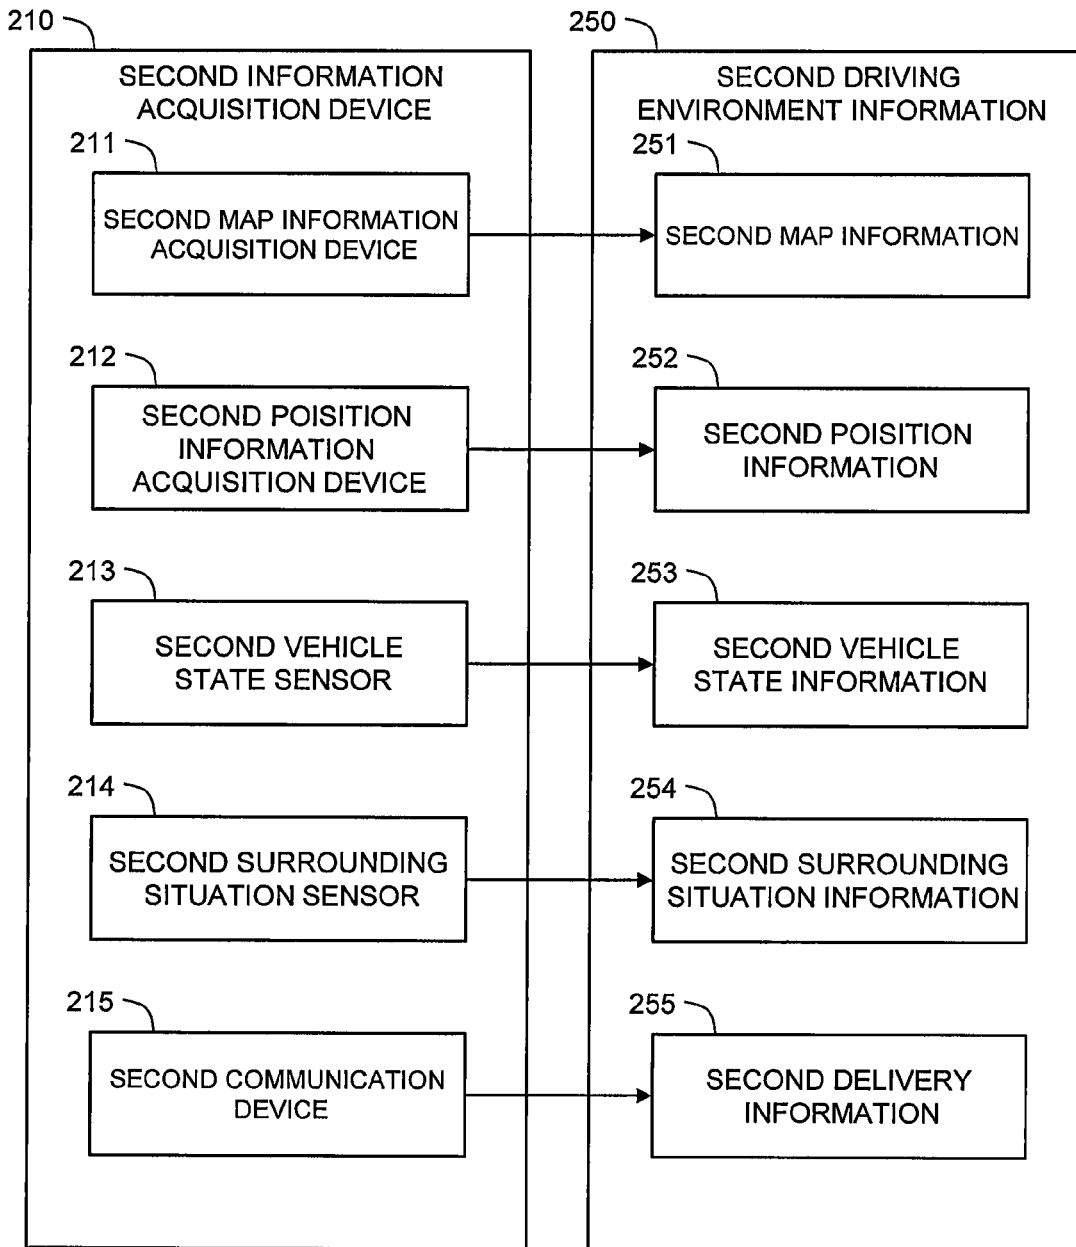 210
SECOND INFORMATION
ACQUISITION DEVICE
211
SECOND MAP INFORMATION
ACQUISITION DEVICE
212
SECOND POISITION
INFORMATION
ACQUISITION DEVICE
213
SECOND VEHICLE
STATE SENSOR
214
SECOND SURROUNDING
SITUATION SENSOR
215
SECOND COMMUNICATION
DEVICE
250
SECOND DRIVING
ENVIRONMENT INFORMATION
251
SECOND MAP INFORMATION
252
SECOND POISITION
INFORMATION
253
SECOND VEHICLE
STATE INFORMATION
254
SECOND SURROUNDING
SITUATION INFORMATION
255
SECOND DELIVERY
INFORMATION